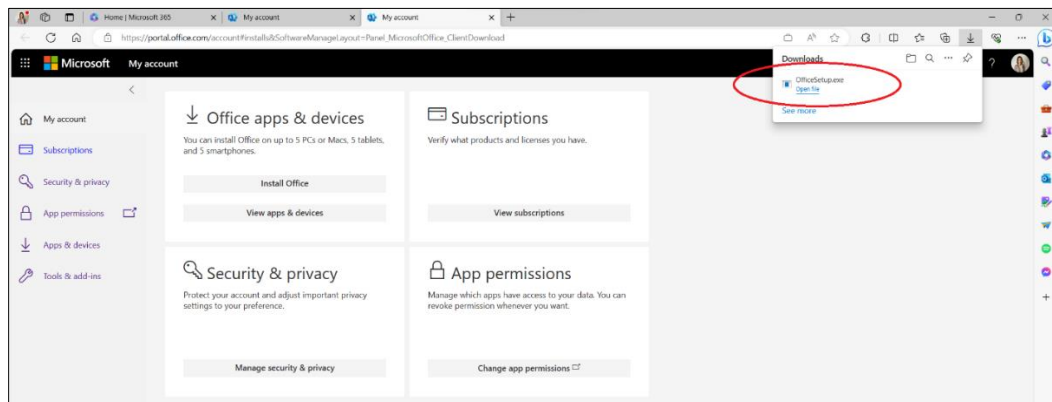 Home | Microsoft 365
My account
My account
https://portal.office.com/account#installs&SoftwareManageLayout=Panel_MicrosoftOffice_ClientDownload
Microsoft
My account
?
Downloads
OfficeSetup.exe
Open file
See more
My account
Subscriptions
Security & privacy
App permissions
Apps & devices
Tools & add-ins
Office apps & devices
You can install Office on up to 5 PCs or Macs, 5 tablets,
and 5 smartphones.
Install Office
View apps & devices
Subscriptions
Verify what products and licenses you have.
View subscriptions
Security & privacy
Protect your account and adjust important privacy
settings to your preference.
Manage security & privacy
App permissions
Manage which apps have access to your data. You can
revoke permission whenever you want.
Change app permissions